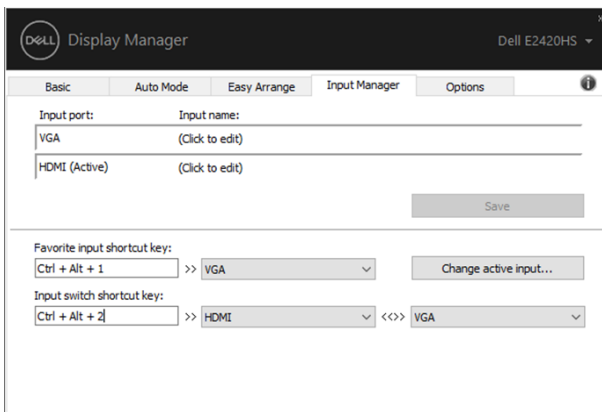 DELL Display Manager Dell E2420HS
Basic Auto Mode Easy Arrange Input Manager Options
Input port: Input name:
VGA (Click to edit)
HDMI (Active) (Click to edit)
Save
Favorite input shortcut key:
Ctrl + Alt + 1 >> VGA Change active input...
Input switch shortcut key:
Ctrl + Alt + 2 >> HDMI <<>> VGA